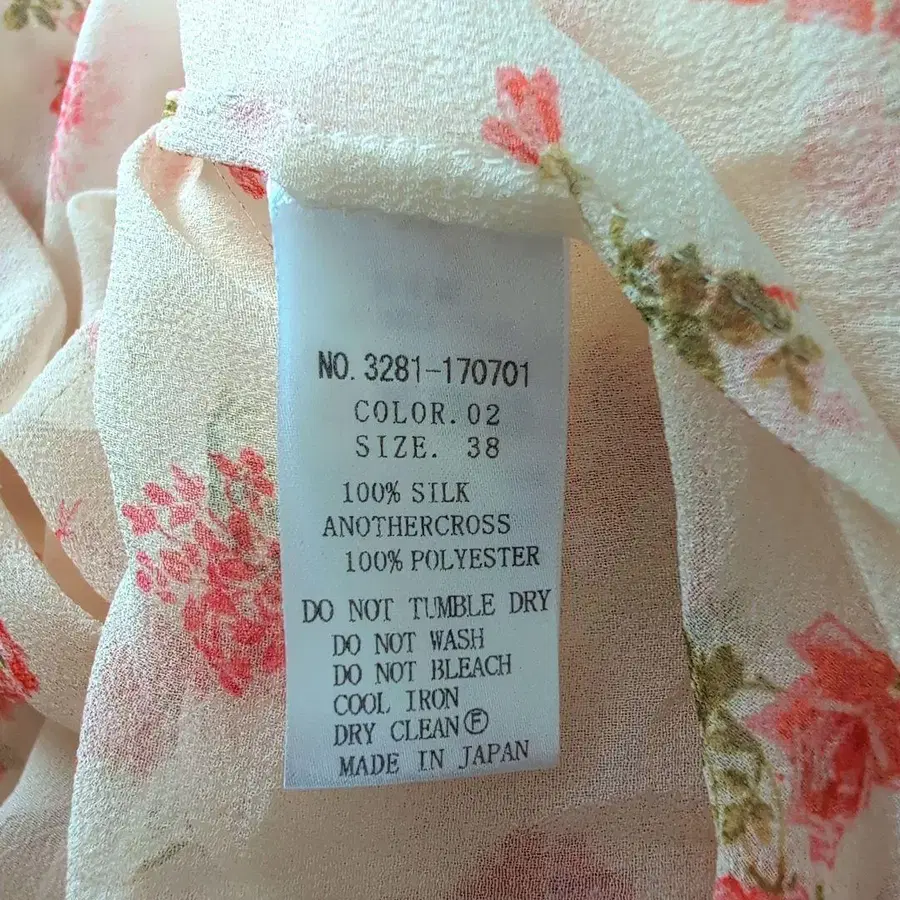 NO. 3281-170701
COLOR. 02
SIZE. 38
100% SILK
ANOTHERCROSS
100% POLYESTER
DO NOT TUMBLE DRY
DO NOT WASH
DO NOT BLEACH
COOL IRON
DRY CLEANⒻ
MADE IN JAPAN